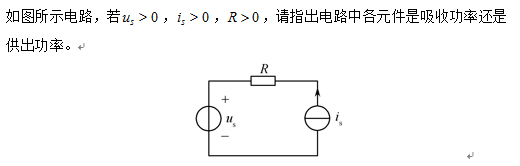 如图所示电路，若u_s > 0，i_s > 0，R > 0，请指出电路中各元件是吸收功率还是
供出功率。↵
R
+
u_s
−
i_s
↵